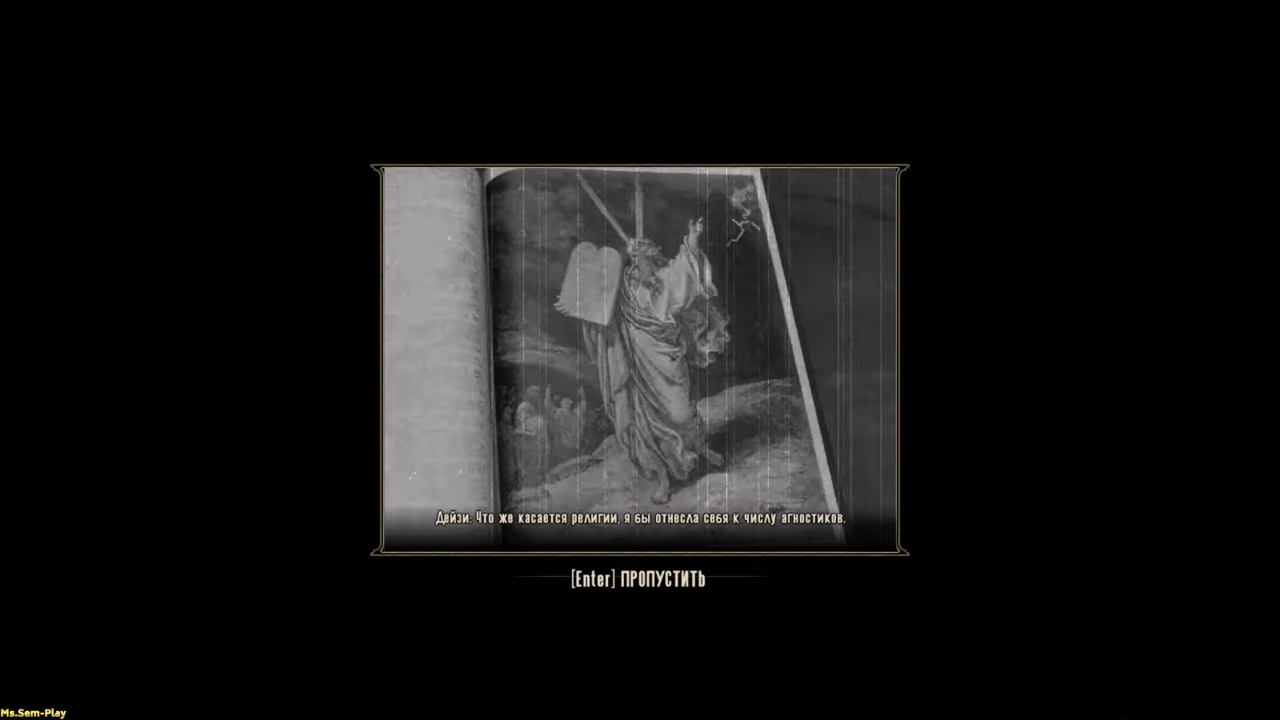 Дейзи: Что же касается религии, я бы отнесла себя к числу агностиков.
[Enter] ПРОПУСТИТЬ
Ms.Sem-Play